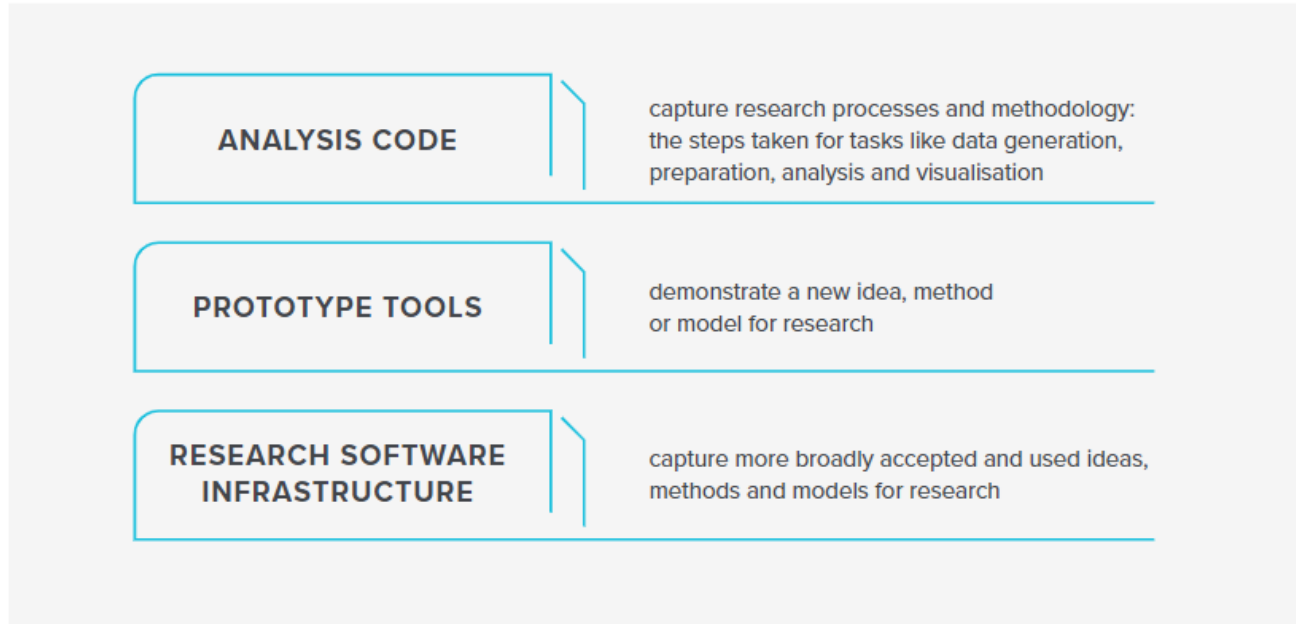 ANALYSIS CODE
capture research processes and methodology:
the steps taken for tasks like data generation,
preparation, analysis and visualisation
PROTOTYPE TOOLS
demonstrate a new idea, method
or model for research
RESEARCH SOFTWARE
INFRASTRUCTURE
capture more broadly accepted and used ideas,
methods and models for research